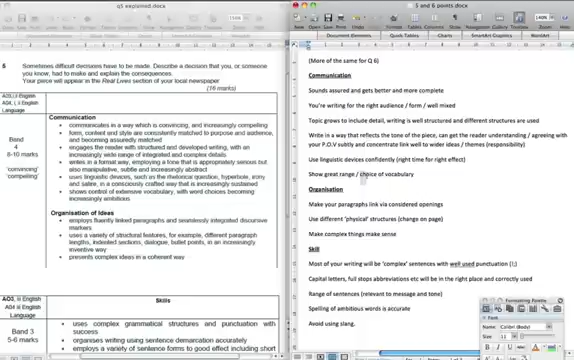 q5 explained.docx
5 and 6 points.docx
150%
140%
Document Elements
Quick Tables
Charts
SmartArt Graphics
WordArt
5 Sometimes difficult decisions have to be made. Describe a decision that you, or someone
you know, had to make and explain the consequences.
Your piece will appear in the Real Lives section of your local newspaper
(16 marks)
English
Language
Band
4
8-10 marks
'convincing'
'compelling'
Communication
• communicates in a way which is convincing, and increasingly compelling
• form, content and style are consistently matched to purpose and audience,
and becoming assuredly matched
• engages the reader with structured and developed writing, with an
increasingly wide range of integrated and complex details
• writes in a formal way, employing a tone that is appropriately serious but
also manipulative, subtle and increasingly abstract
• uses linguistic devices, such as the rhetorical question, hyperbole, irony
and satire, in a consciously crafted way that is increasingly sustained
• shows control of extensive vocabulary, with word choices becoming
increasingly ambitious
Organisation of Ideas
• employs fluently linked paragraphs and seamlessly integrated discursive
markers
• uses a variety of structural features, for example, different paragraph
lengths, indented sections, dialogue, bullet points, in an increasingly
inventive way
• presents complex ideas in a coherent way
AO3, iii English
AO4 iii English
Language
Skills
Band 3
5-6 marks
• uses complex grammatical structures and punctuation with
success
• organises writing using sentence demarcation accurately
• employs a variety of sentence forms to good effect including short
(More of the same for Q 6)
Communication
Sounds assured and gets better and more complete
You're writing for the right audience / form / well mixed
Topic grows to include detail, writing is well structured and different structures are used
Write in a way that reflects the tone of the piece, can get the reader understanding / agreeing with
your P.O.V subtly and concentrate well to wider ideas / themes (responsibility)
Use linguistic devices confidently (right time for right effect)
Show great range / choice of vocabulary
Organisation
Make your paragraphs link via considered openings
Use different 'physical' structures (change on page)
Make complex things make sense
Skill
Most of your writing will be 'complex' sentences with well used punctuation (!;)
Capital letters, full stops abbreviations etc will be in the right place and correctly used
Range of sentences (relevant to message and tone)
Spelling of ambitious words is accurate
Avoid using slang.
Formatting Palette
Font
Name: Calibri (Body)
Size: